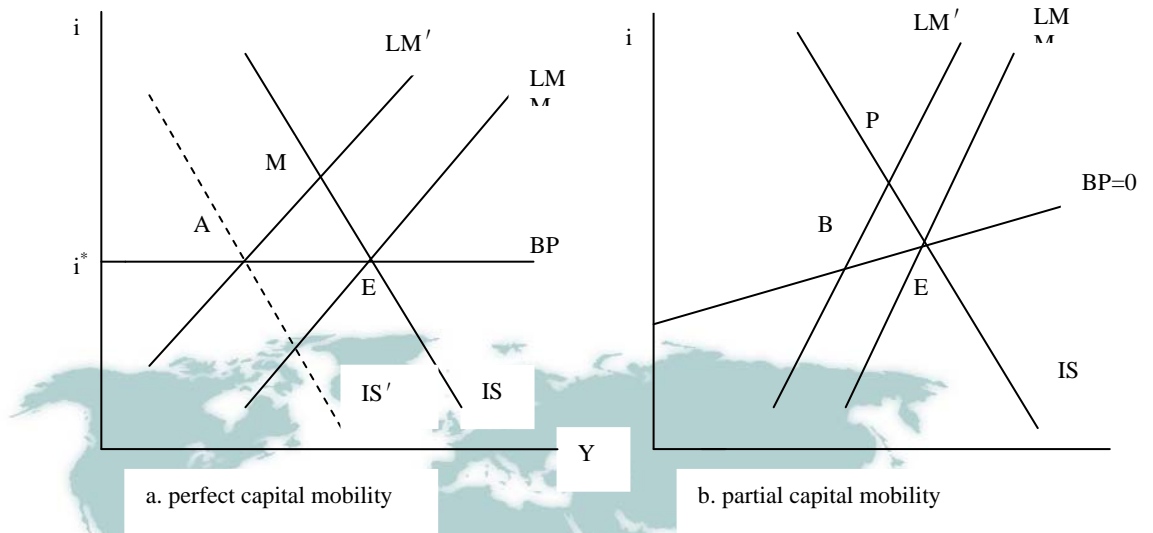 i
LM′
LM
M
M
A
i*
BP
E
IS′
IS
Y
a. perfect capital mobility
i
LM′
LM
M
P
BP=0
B
E
IS
b. partial capital mobility